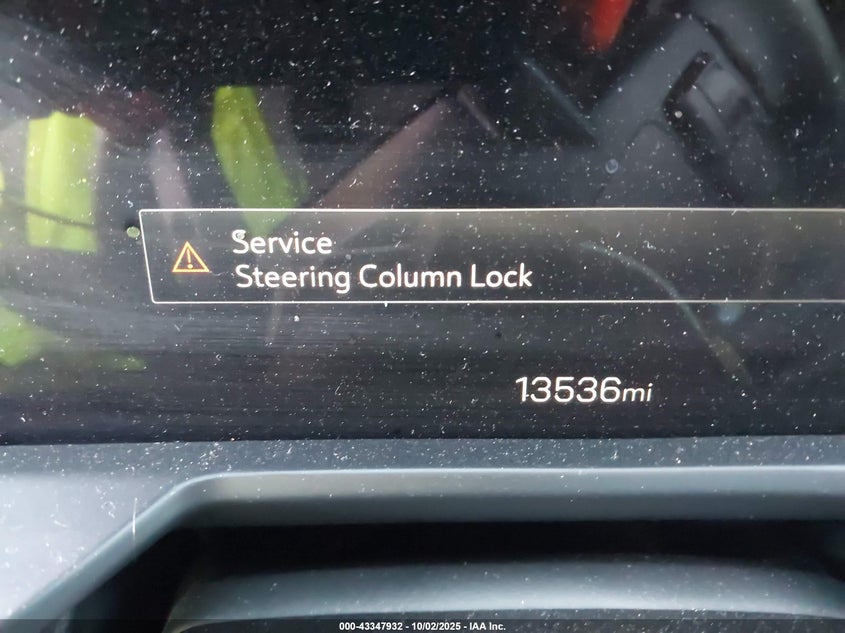 Service
Steering Column Lock
13536mi
000-43347932 - 10/02/2025 - IAA Inc.